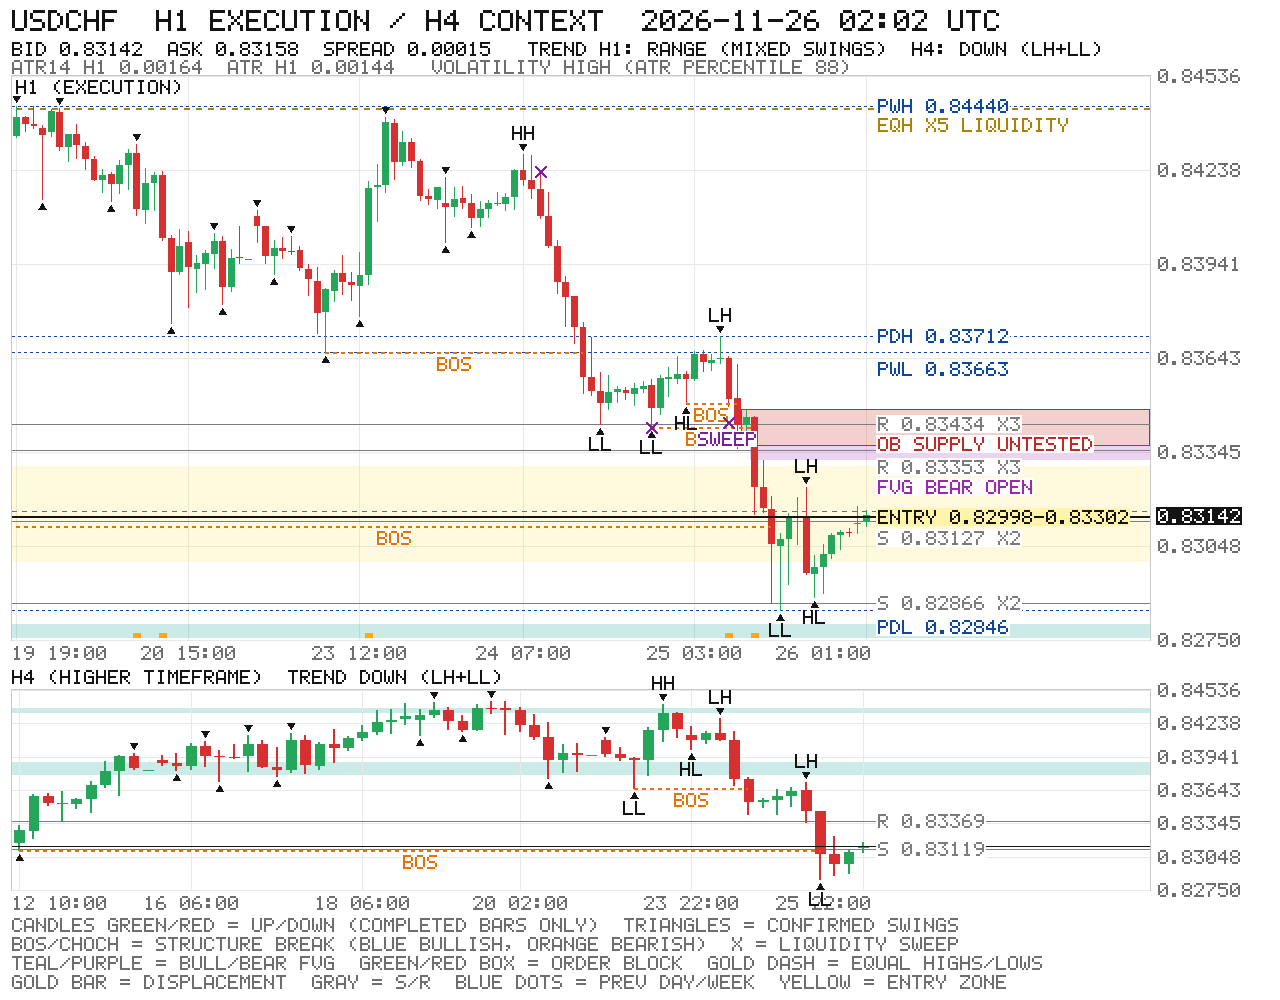 USDCHF  H1 EXECUTION / H4 CONTEXT  2026-11-26 02:02 UTC
BID 0.83142  ASK 0.83158  SPREAD 0.00015   TREND H1: RANGE (MIXED SWINGS)  H4: DOWN (LH+LL)
ATR14 H1 0.00164  ATR H1 0.00144   VOLATILITY HIGH (ATR PERCENTILE 88)
0.84536
H1 (EXECUTION)
PWH 0.84440
EQH X5 LIQUIDITY
HH
0.84238
0.83941
LH
PDH 0.83712
0.83643
BOS
PWL 0.83663
BOS
HL
R 0.83434 X3
LL
LL
SWEEP
OB SUPPLY UNTESTED
0.83345
LH
R 0.83353 X3
FVG BEAR OPEN
ENTRY 0.82998-0.83302
0.83142
BOS
S 0.83127 X2
0.83048
S 0.82866 X2
HL
LL
PDL 0.82846
0.82750
19 19:00  20 15:00  23 12:00  24 07:00  25 03:00  26 01:00
H4 (HIGHER TIMEFRAME)  TREND DOWN (LH+LL)
HH
0.84536
LH
0.84238
0.83941
HL
LH
0.83643
LL
BOS
R 0.83369
0.83345
S 0.83119
BOS
0.83048
0.82750
LL
12 10:00  16 06:00  18 06:00  20 02:00  23 22:00  25 22:00
CANDLES GREEN/RED = UP/DOWN (COMPLETED BARS ONLY)  TRIANGLES = CONFIRMED SWINGS
BOS/CHOCH = STRUCTURE BREAK (BLUE BULLISH, ORANGE BEARISH)  X = LIQUIDITY SWEEP
TEAL/PURPLE = BULL/BEAR FVG  GREEN/RED BOX = ORDER BLOCK  GOLD DASH = EQUAL HIGHS/LOWS
GOLD BAR = DISPLACEMENT  GRAY = S/R  BLUE DOTS = PREV DAY/WEEK  YELLOW = ENTRY ZONE